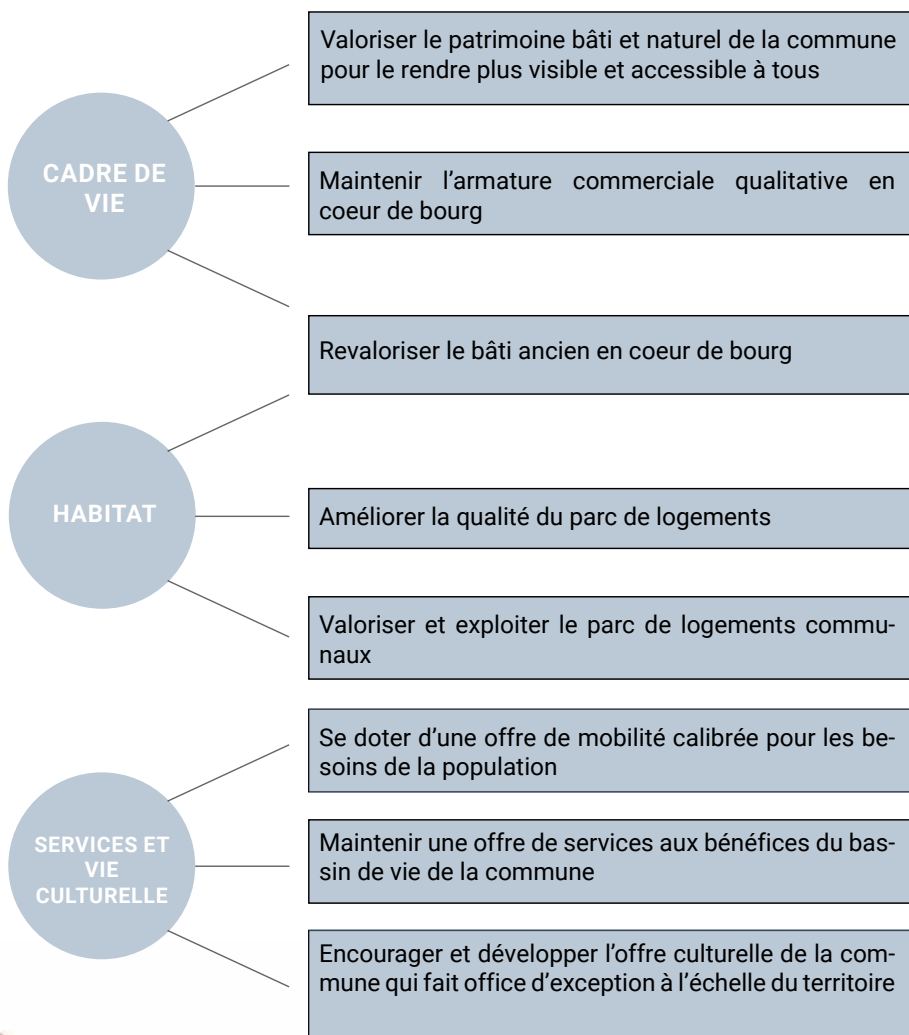 Valoriser le patrimoine bâti et naturel de la commune
pour le rendre plus visible et accessible à tous
CADRE DE
VIE
Maintenir l'armature commerciale qualitative en
coeur de bourg
Revaloriser le bâti ancien en coeur de bourg
HABITAT
Améliorer la qualité du parc de logements
Valoriser et exploiter le parc de logements commu-
naux
Se doter d'une offre de mobilité calibrée pour les be-
soins de la population
SERVICES ET
VIE
CULTURELLE
Maintenir une offre de services aux bénéfices du bas-
sin de vie de la commune
Encourager et développer l'offre culturelle de la com-
mune qui fait office d'exception à l'échelle du territoire